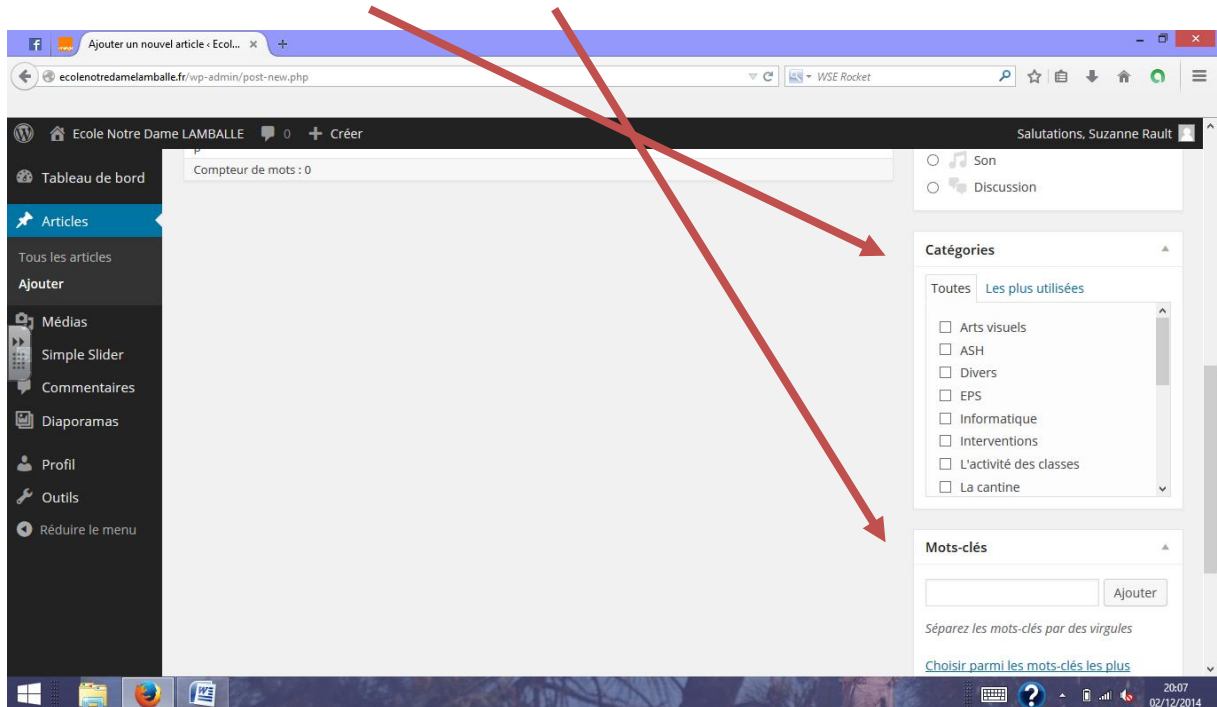 Ajouter un nouvel article ‹ Ecol...
ecolenotredamelamballe.fr/wp-admin/post-new.php
WSE Rocket
Ecole Notre Dame LAMBALLE 0 + Créer
Salutations, Suzanne Rault
Tableau de bord
Articles
Tous les articles
Ajouter
Médias
Simple Slider
Commentaires
Diaporamas
Profil
Outils
Réduire le menu
p
Compteur de mots : 0
Son
Discussion
Catégories
Toutes Les plus utilisées
Arts visuels
ASH
Divers
EPS
Informatique
Interventions
L'activité des classes
La cantine
Mots-clés
Ajouter
Séparez les mots-clés par des virgules
Choisir parmi les mots-clés les plus
20:07
02/12/2014